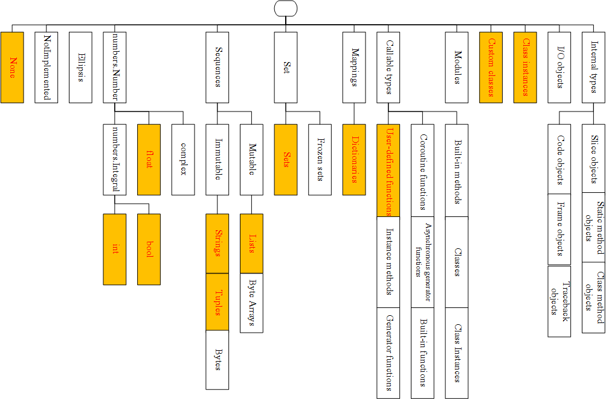 None
NotImplemented
Ellipsis
numbers.Number
Sequences
Set
Mappings
Callable types
Modules
Custom classes
Class instances
I/O objects
Internal types
numbers.Integral
float
complex
Immutable
Mutable
Sets
Frozen sets
Dictionaries
User-defined functions
Coroutine functions
Built-in methods
Code objects
Slice objects
int
bool
Strings
Lists
Instance methods
Asynchronous generator
functions
Classes
Frame objects
Static method
objects
Tuples
Byte Arrays
Generator functions
Built-in functions
Class Instances
Traceback
objects
Class method
objects
Bytes